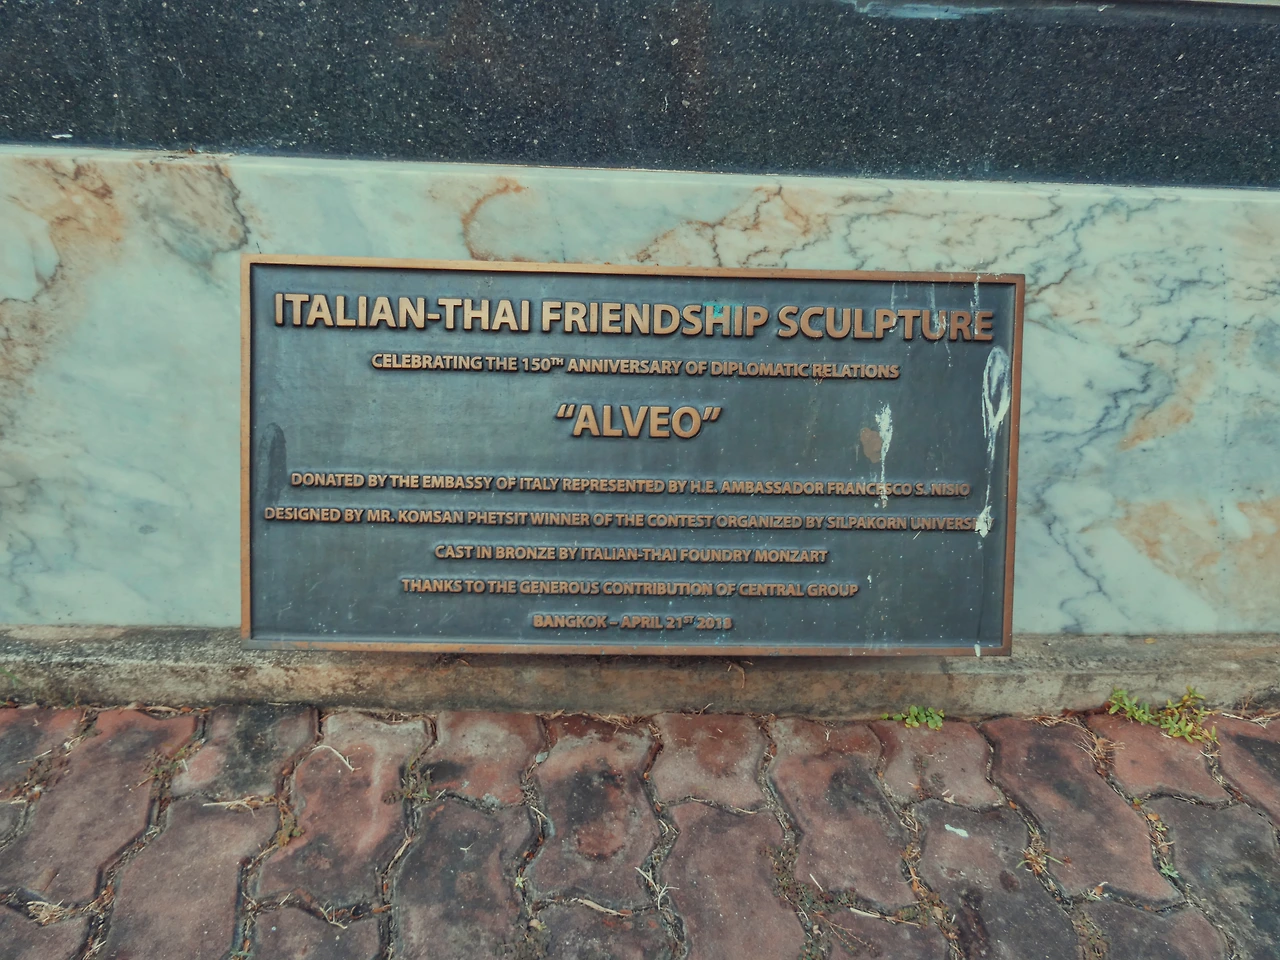 ITALIAN-THAI FRIENDSHIP SCULPTURE
CELEBRATING THE 150TH ANNIVERSARY OF DIPLOMATIC RELATIONS
"ALVEO"
DONATED BY THE EMBASSY OF ITALY REPRESENTED BY H.E. AMBASSADOR FRANCESCO S. NISIO
DESIGNED BY MR. KOMSAN PHETSIT WINNER OF THE CONTEST ORGANIZED BY SILPAKORN UNIVERSITY
CAST IN BRONZE BY ITALIAN-THAI FOUNDRY MONZART
THANKS TO THE GENEROUS CONTRIBUTION OF CENTRAL GROUP
BANGKOK – APRIL 21ST 2018